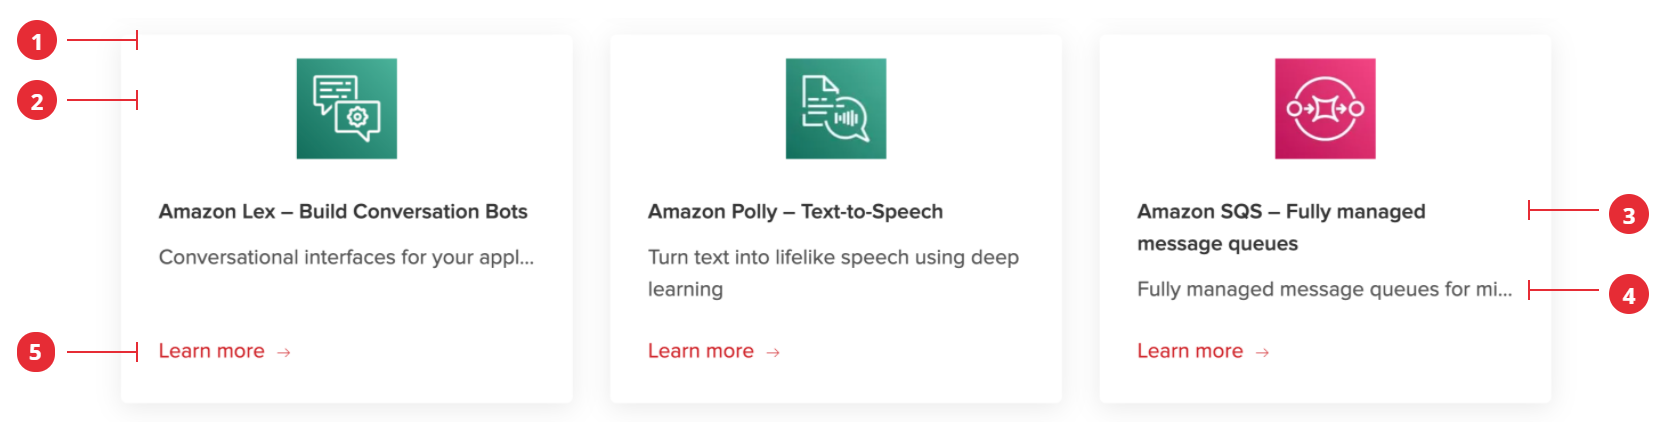 1
2
Amazon Lex – Build Conversation Bots
Conversational interfaces for your appl...
Learn more →
5
Amazon Polly – Text-to-Speech
Turn text into lifelike speech using deep
learning
Learn more →
Amazon SQS – Fully managed
message queues
3
Fully managed message queues for mi...
4
Learn more →